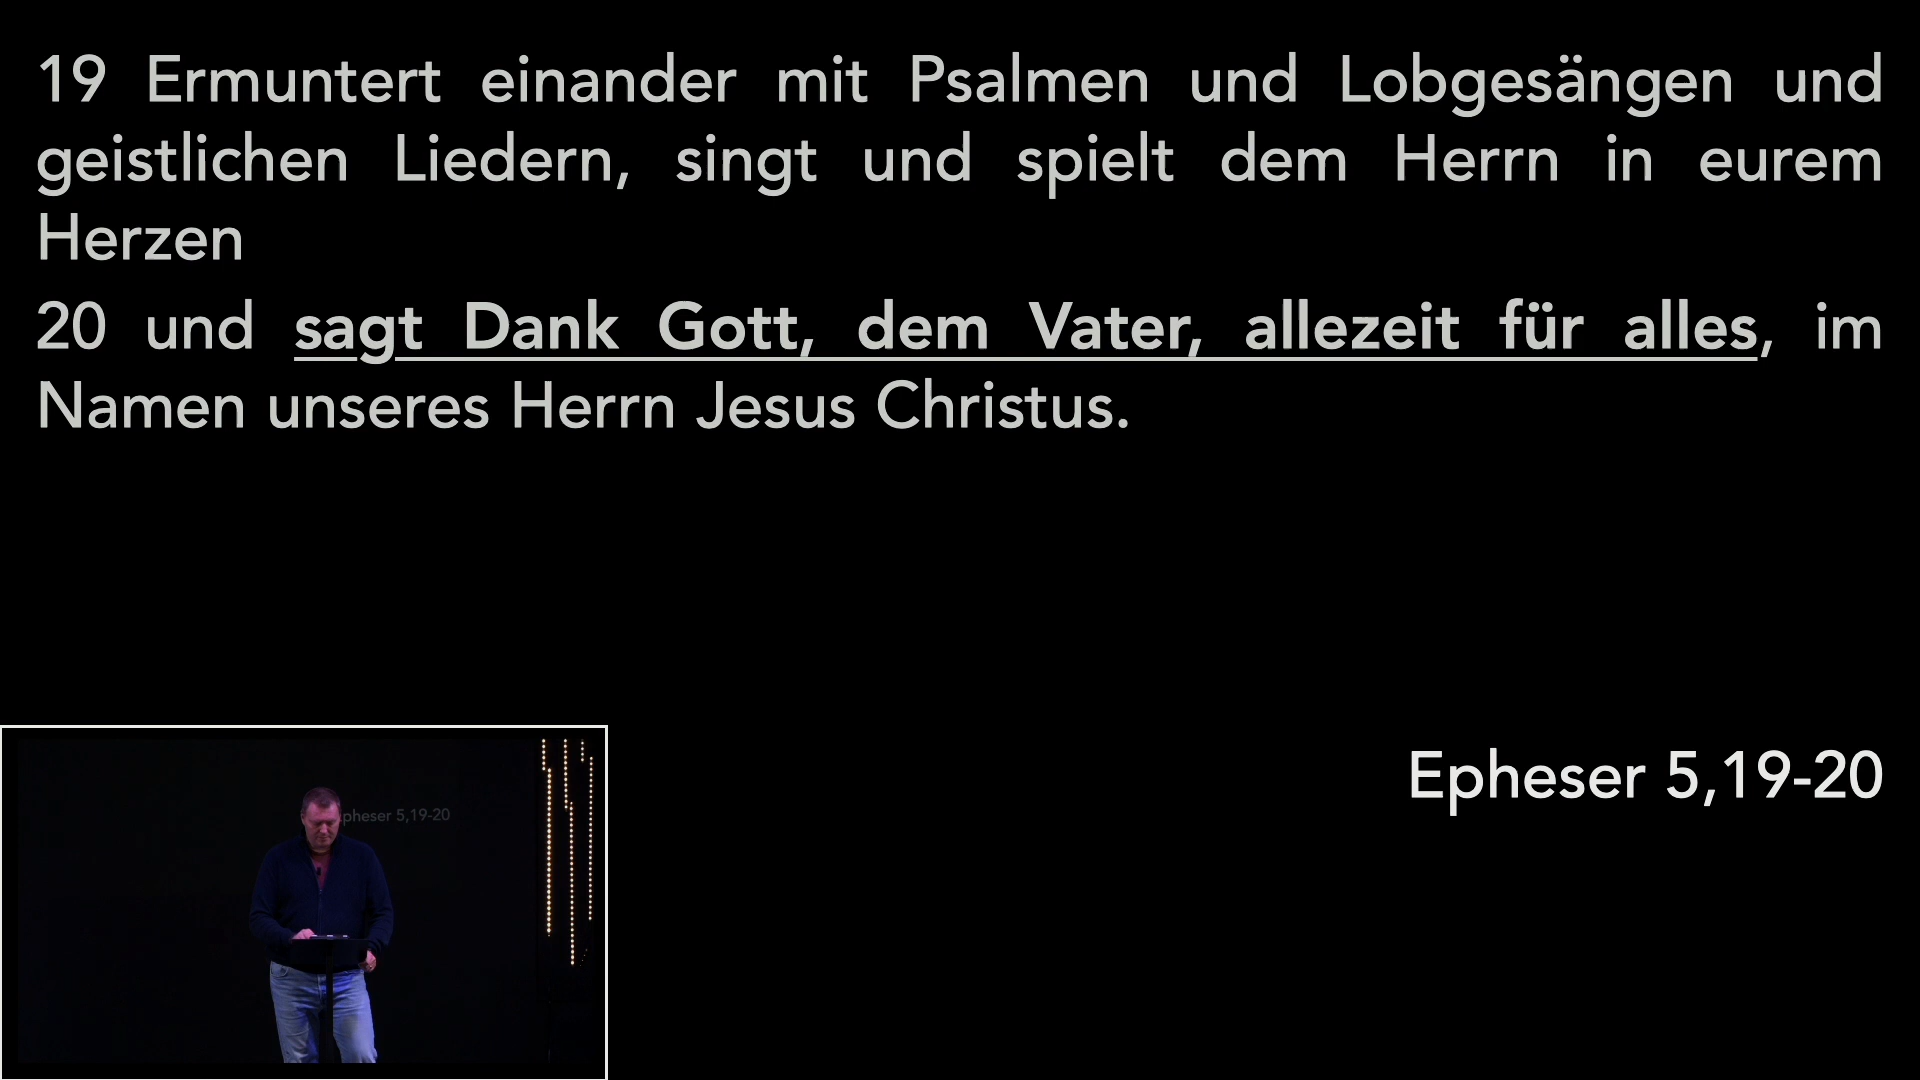 19 Ermuntert einander mit Psalmen und Lobgesängen und
geistlichen Liedern, singt und spielt dem Herrn in eurem
Herzen
20 und sagt Dank Gott, dem Vater, allezeit für alles, im
Namen unseres Herrn Jesus Christus.
Epheser 5,19-20
pheser 5,19-20